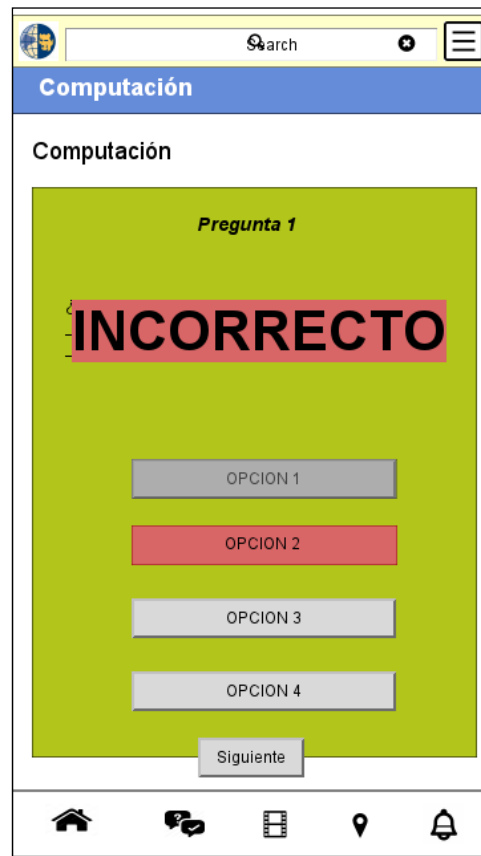 Search
Computación
Computación
Pregunta 1
¿
INCORRECTO
OPCION 1
OPCION 2
OPCION 3
OPCION 4
Siguiente